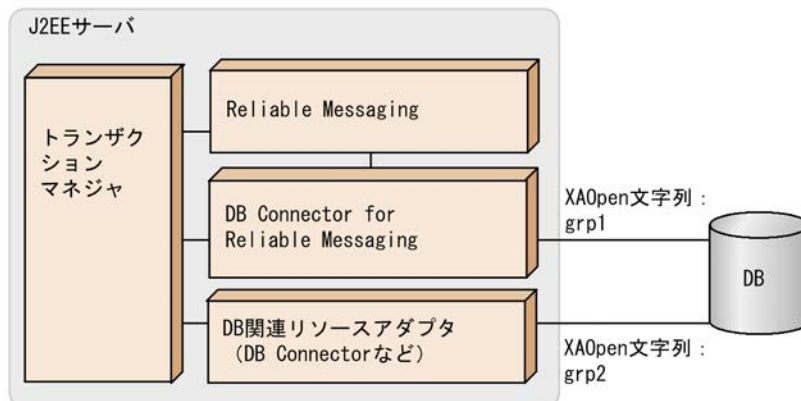 J2EEサーバ
トランザク
ション
マネジャ
Reliable Messaging
DB Connector for
Reliable Messaging
DB関連リソースアダプタ
(DB Connectorなど)
XAOpen文字列:
grp1
DB
XAOpen文字列:
grp2